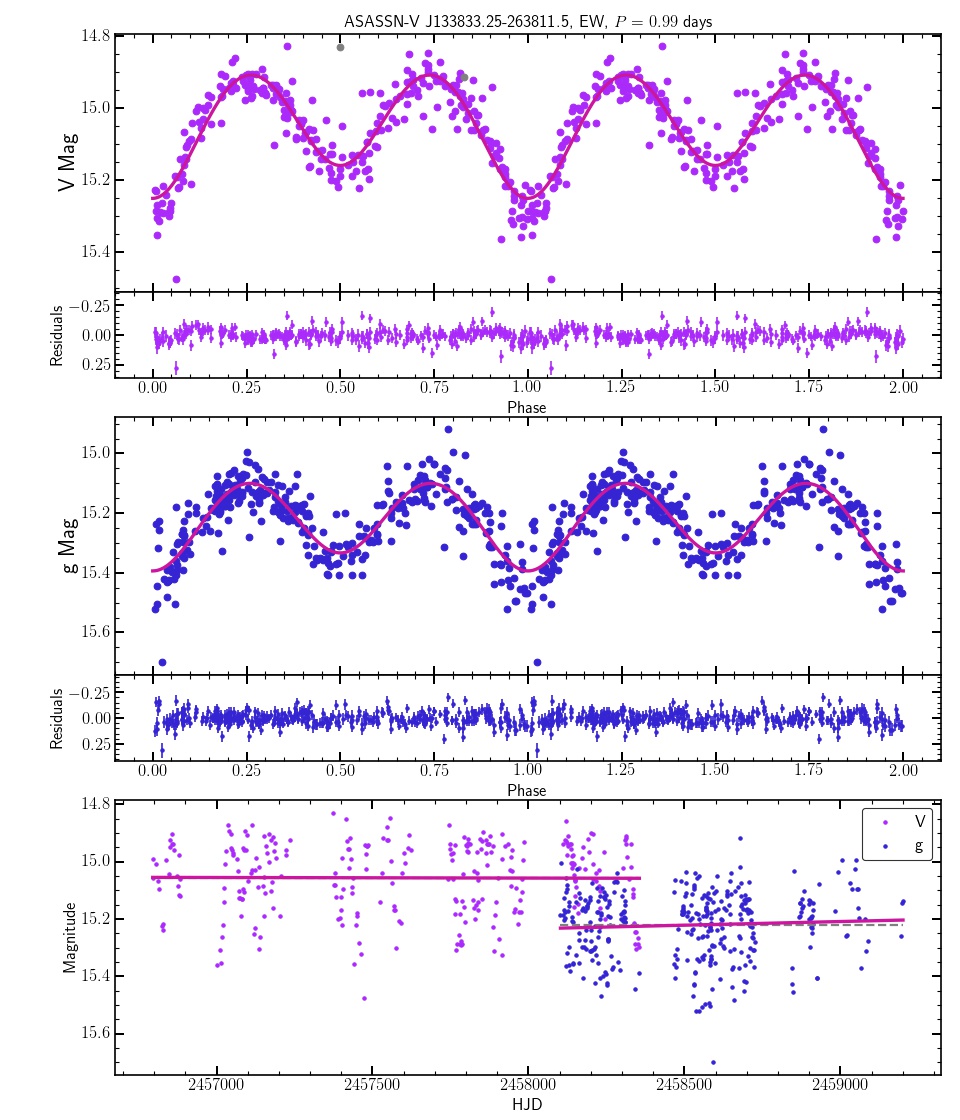 ASASSN-V J133833.25-263811.5, EW, P = 0.99 days
14.8
15.0
15.2
15.4
V Mag
−0.25
0.00
0.25
Residuals
0.00 0.25 0.50 0.75 1.00 1.25 1.50 1.75 2.00
Phase
15.0
15.2
15.4
15.6
g Mag
−0.25
0.00
0.25
Residuals
0.00 0.25 0.50 0.75 1.00 1.25 1.50 1.75 2.00
Phase
14.8
15.0
15.2
15.4
15.6
Magnitude
V
g
2457000 2457500 2458000 2458500 2459000
HJD